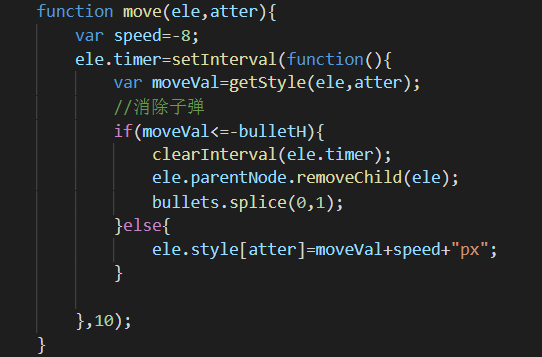 function move(ele,atter){
var speed=-8;
ele.timer=setInterval(function(){
var moveVal=getStyle(ele,atter);
//消除子弹
if(moveVal<=-bulletH){
clearInterval(ele.timer);
ele.parentNode.removeChild(ele);
bullets.splice(0,1);
}else{
ele.style[atter]=moveVal+speed+"px";
}
},10);
}